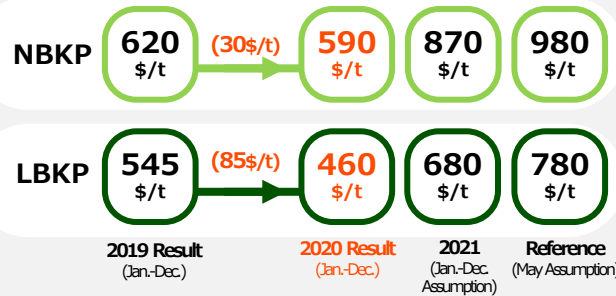 NBKP
620
$/t
(30$/t)
590
$/t
870
$/t
980
$/t
LBKP
545
$/t
(85$/t)
460
$/t
680
$/t
780
$/t
2019 Result
(Jan.-Dec.)
2020 Result
(Jan.-Dec.)
2021
(Jan.-Dec.
Assumption)
Reference
(May Assumption)